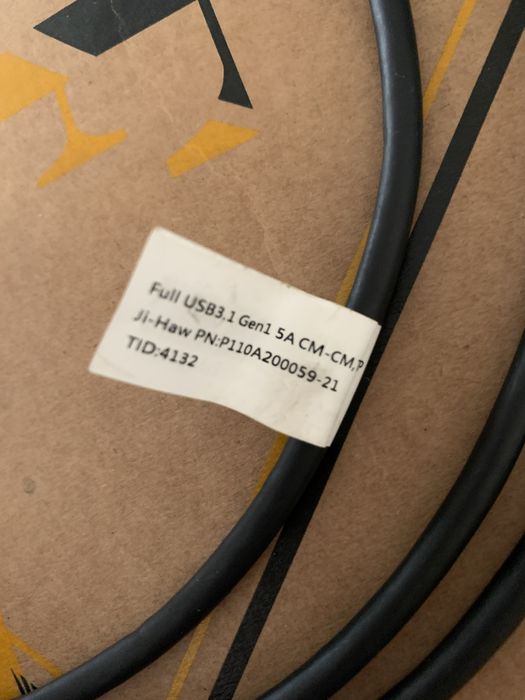 Full USB3.1 Gen1 5A CM-CM,P
Ji-Haw PN:P110A200059-21
TID:4132